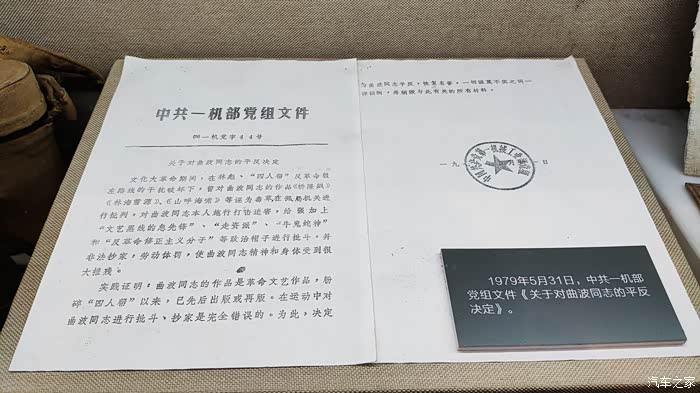 中共一机部党组文件
(79)一机党字44号
关于对曲波同志的平反决定
文化大革命期间，在林彪、“四人帮”反革命极
左路线的干扰破坏下，曾对曲波同志的作品《桥隆飙》
《林海雪原》、《山呼海啸》等诬为毒草在机关进
行批判，对曲波同志本人施行打击迫害，给强加上
“文艺黑线的急先锋”、“走资派”、“牛鬼蛇神”
和“反革命修正主义分子”等政治帽子进行批斗，并
非法抄家，劳动体罚，使曲波同志精神和身体受到很
大摧残。
实践证明：曲波同志的作品是革命文艺作品，粉
碎“四人帮”以来，已先后出版或再版。在运动中对
曲波同志进行批斗、抄家是完全错误的。为此，决定
为曲波同志平反，恢复名誉，一切强意不实之词一
律推倒，并销毁与此有关的所有材料。
一九
日
1979年5月31日，中共一机部
党组文件《关于对曲波同志的平反
决定》。
汽车之家